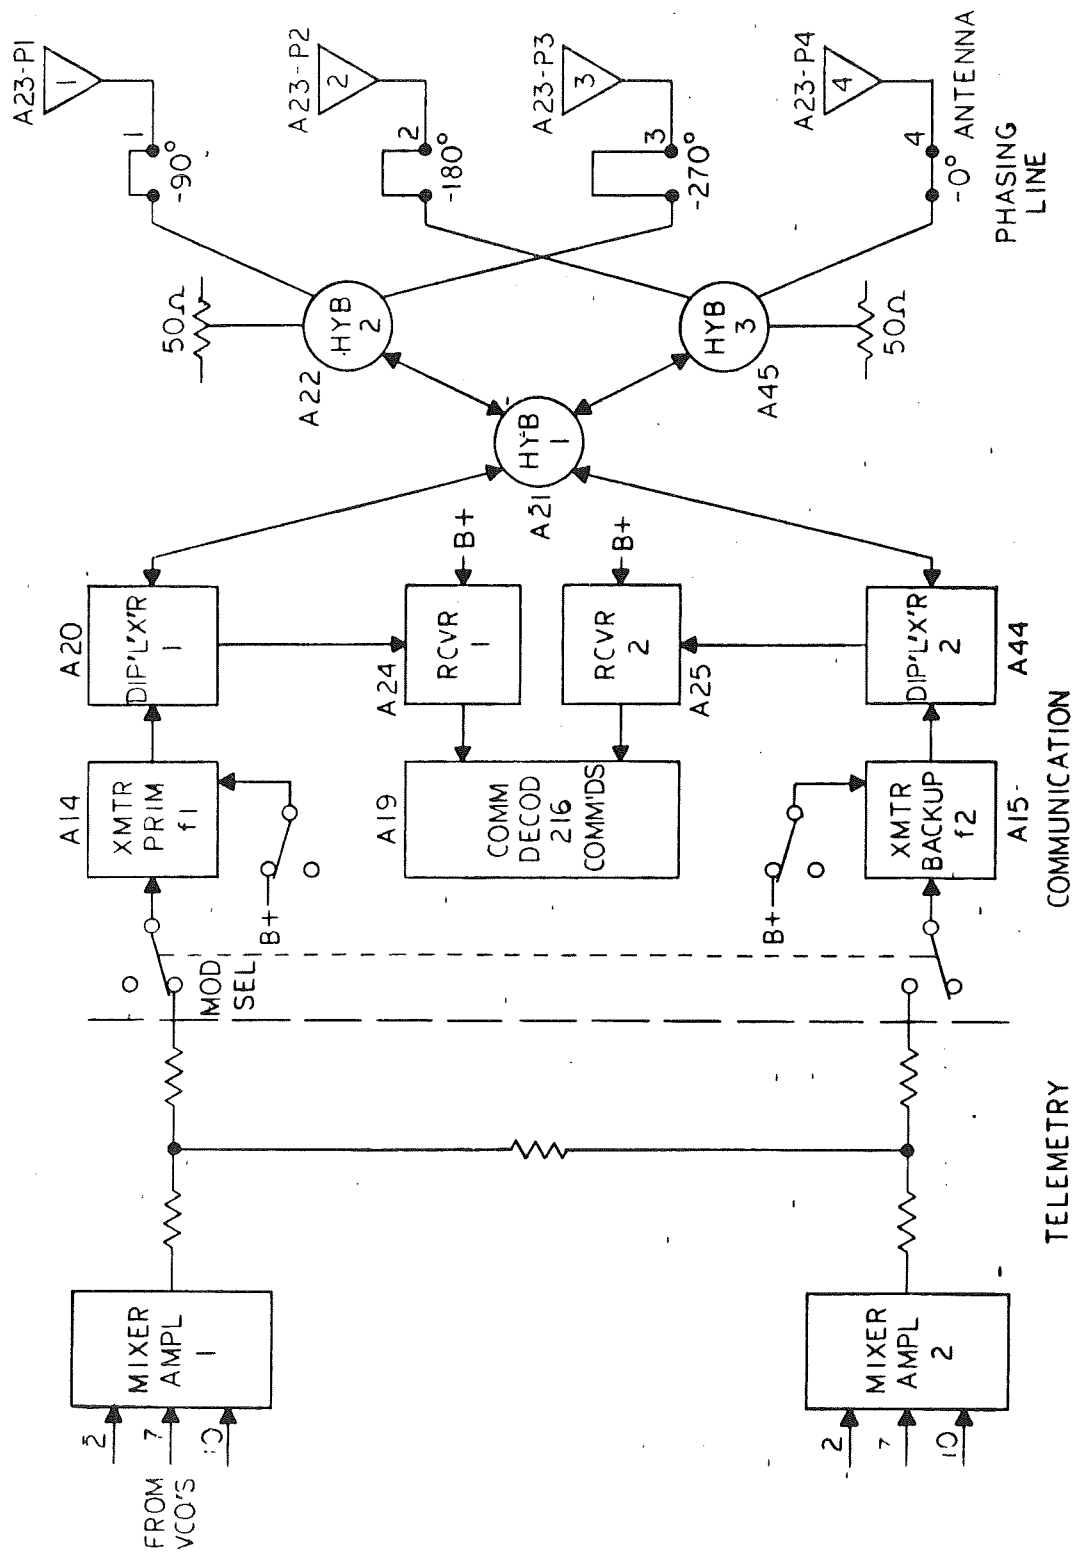 FROM
VCO'S
2
7
10
MIXER
AMPL
1
2
7
10
MIXER
AMPL
2
TELEMETRY
MOD
SEL
A14
XMTR
PRIM
f1
B+
A20
DIP'L'X'R
1
A19
COMM
DECOD
216
COMM'DS
A24
RCVR
1
B+
RCVR
2
A25
B+
B+
XMTR
BACKUP
f2
A15
DIP'L'X'R
2
A44
COMMUNICATION
HYB
1
A21
A22
HYB
2
50Ω
HYB
3
A45
50Ω
A23-P1
1
1
-90°
A23-P2
2
2
-180°
A23-P3
3
3
-270°
A23-P4
4
4
-0°
ANTENNA
PHASING
LINE